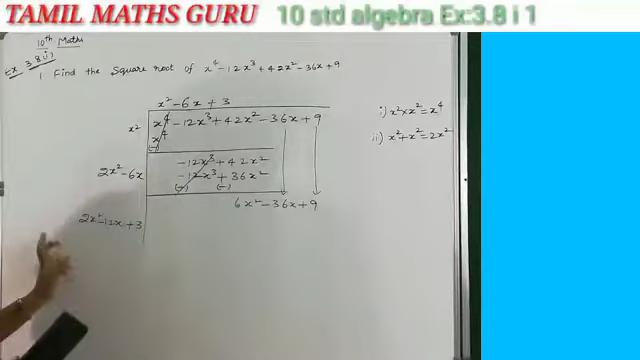 TAMIL MATHS GURU 10 std algebra Ex:3.8 i 1
10th Maths
Ex 3.8 i)
1 Find the Square root of x⁴-12x³+42x²-36x+9
x²-6x+3
x² x⁴-12x³+42x²-36x+9 i) x²×x²=x⁴
x⁴ ii) x²+x²=2x²
(-)
-12x³+42x²
2x²-6x -12x³+36x²
(-) (-)
6x²-36x+9
2x²-12x+3